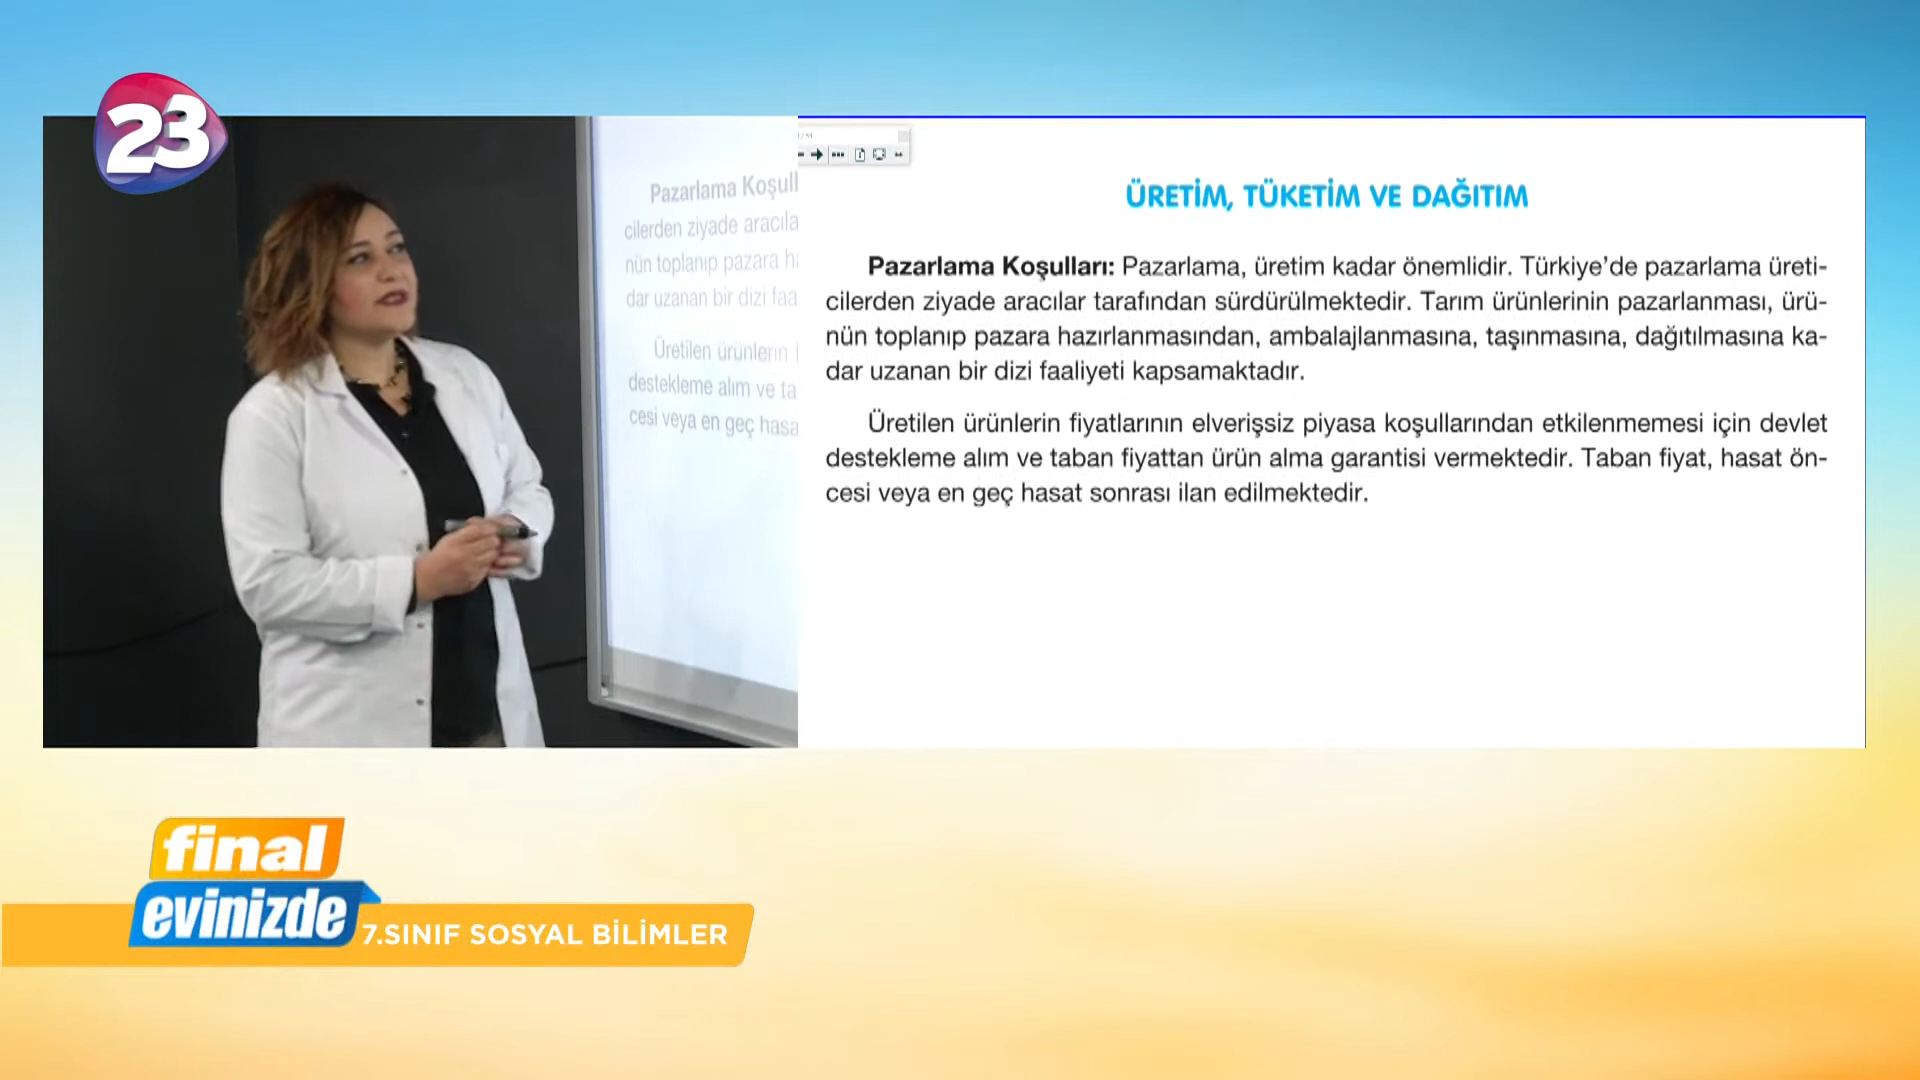 23
Pazarlama Koşull
cilerden ziyade aracıla
nün toplanıp pazara ha
dar uzanan bir dizi faa
Üretilen ürünlerin
destekleme alım ve ta
cesi veya en geç hasa
ÜRETİM, TÜKETİM VE DAĞITIM
Pazarlama Koşulları: Pazarlama, üretim kadar önemlidir. Türkiye’de pazarlama üreti-
cilerden ziyade aracılar tarafından sürdürülmektedir. Tarım ürünlerinin pazarlanması, ürü-
nün toplanıp pazara hazırlanmasından, ambalajlanmasına, taşınmasına, dağıtılmasına ka-
dar uzanan bir dizi faaliyeti kapsamaktadır.
Üretilen ürünlerin fiyatlarının elverişsiz piyasa koşullarından etkilenmemesi için devlet
destekleme alım ve taban fiyattan ürün alma garantisi vermektedir. Taban fiyat, hasat ön-
cesi veya en geç hasat sonrası ilan edilmektedir.
final
evinizde
7.SINIF SOSYAL BİLİMLER